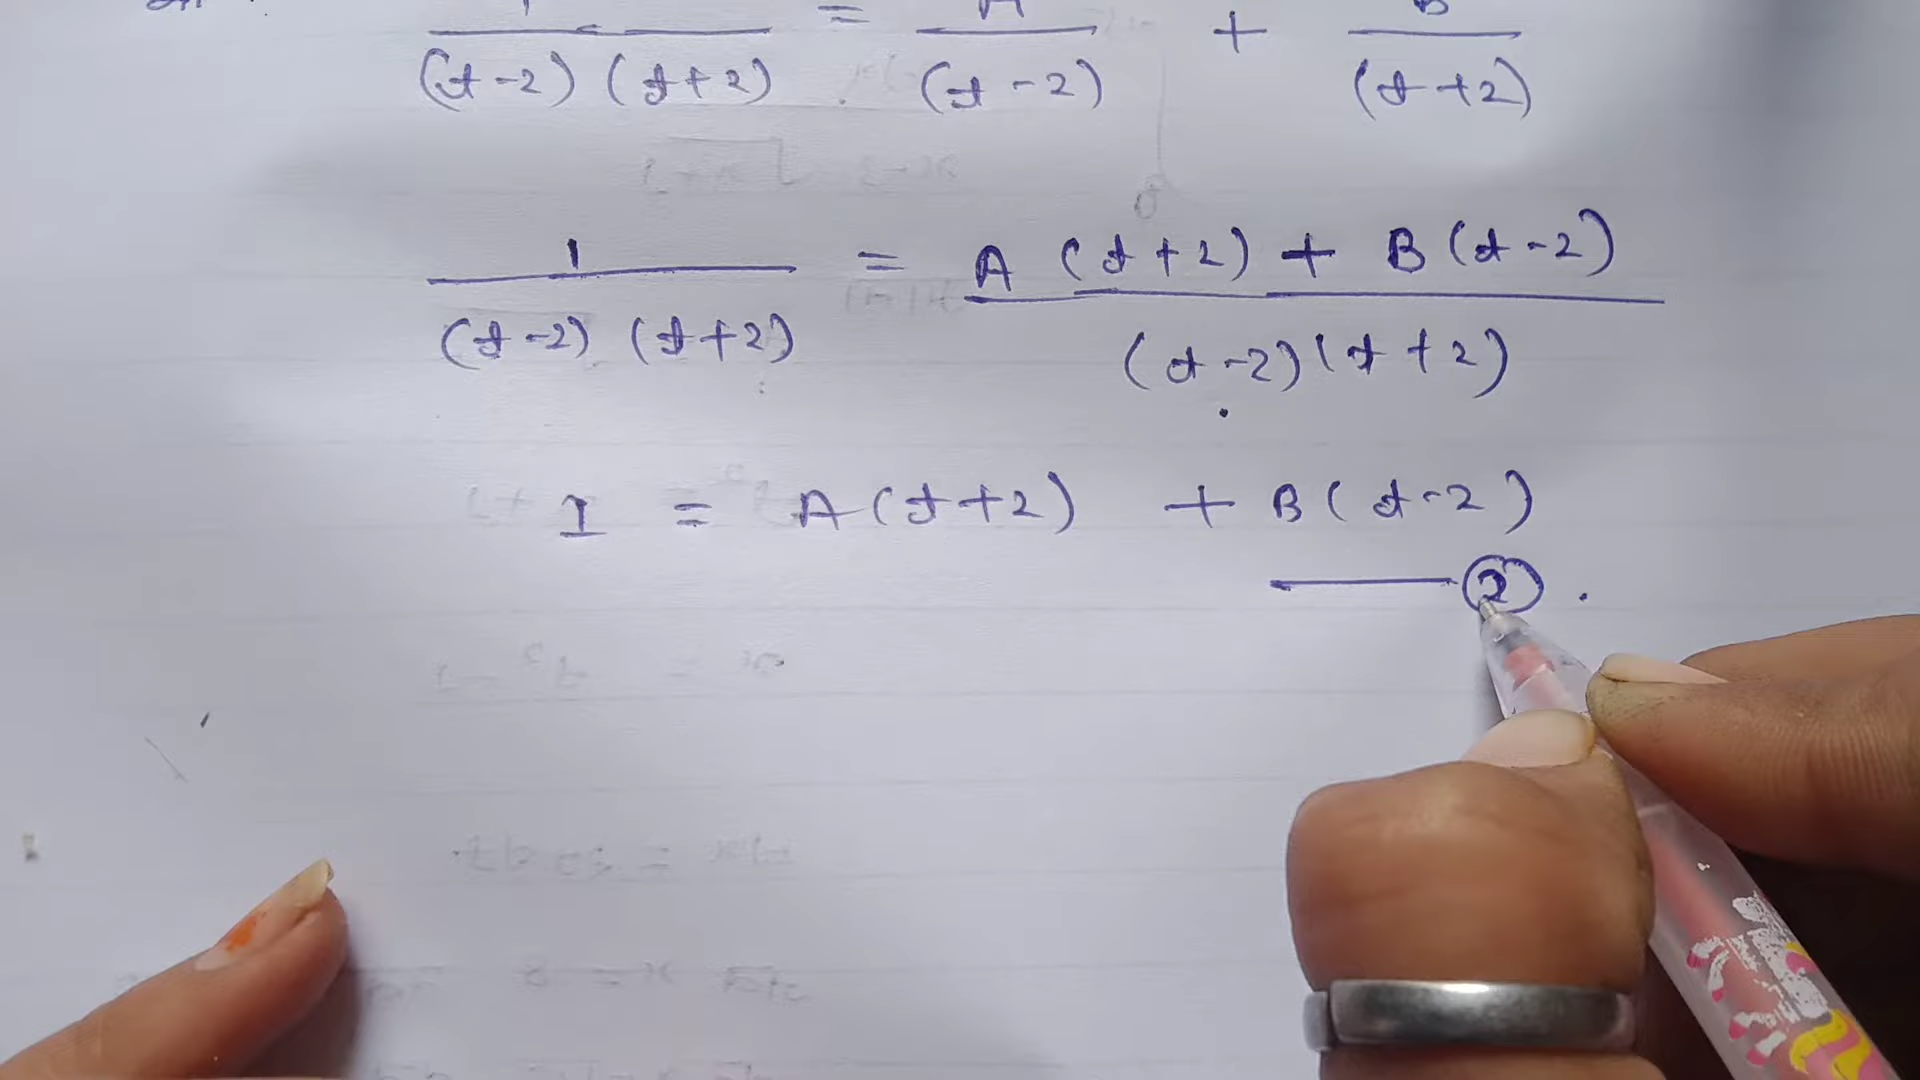 1/((t-2)(t+2)) = A/(t-2) + B/(t+2)
1/((t-2)(t+2)) = (A(t+2) + B(t-2))/((t-2)(t+2))
1 = A(t+2) + B(t-2)
——— ② .